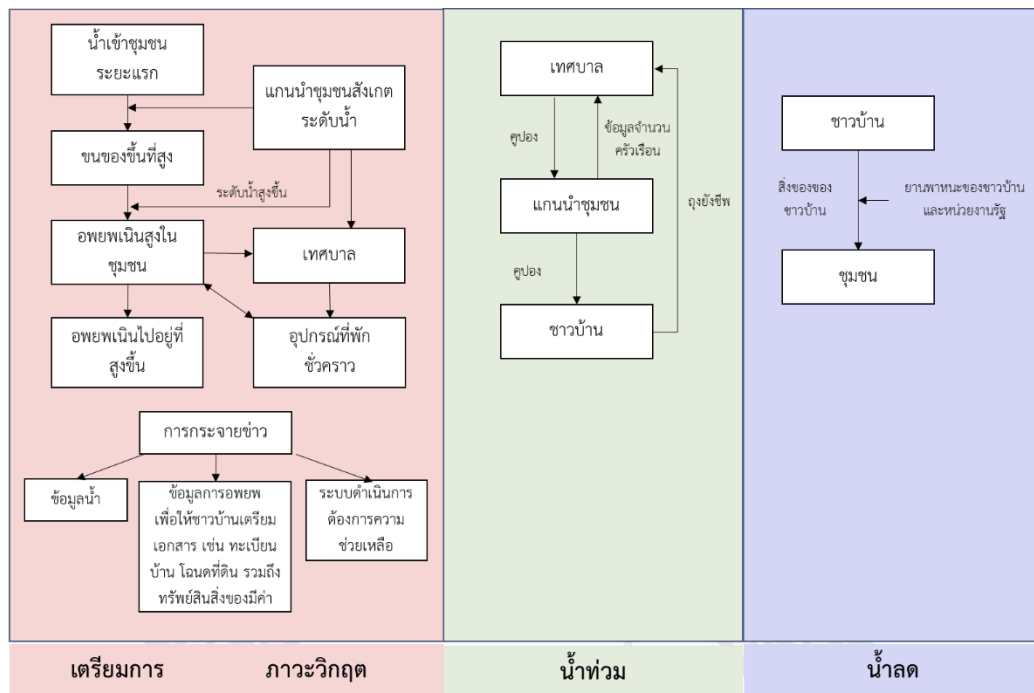 น้ำเข้าชุมชน
ระยะแรก
แกนนำชุมชนสังเกต
ระดับน้ำ
ขนของขึ้นที่สูง
ระดับน้ำสูงขึ้น
อพยพเนินสูงใน
ชุมชน
เทศบาล
อพยพเนินไปอยู่ที่
สูงขึ้น
อุปกรณ์ที่พัก
ชั่วคราว
การกระจายข่าว
ข้อมูลน้ำ
ข้อมูลการอพยพ
เพื่อให้ชาวบ้านเตรียม
เอกสาร เช่น ทะเบียน
บ้าน โฉนดที่ดิน รวมถึง
ทรัพย์สินสิ่งของมีค่า
ระบบดำเนินการ
ต้องการความ
ช่วยเหลือ
เตรียมการ
ภาวะวิกฤต
เทศบาล
คูปอง
ข้อมูลจำนวน
ครัวเรือน
แกนนำชุมชน
ถุงยังชีพ
คูปอง
ชาวบ้าน
น้ำท่วม
ชาวบ้าน
สิ่งของของ
ชาวบ้าน
ยานพาหนะของชาวบ้าน
และหน่วยงานรัฐ
ชุมชน
น้ำลด